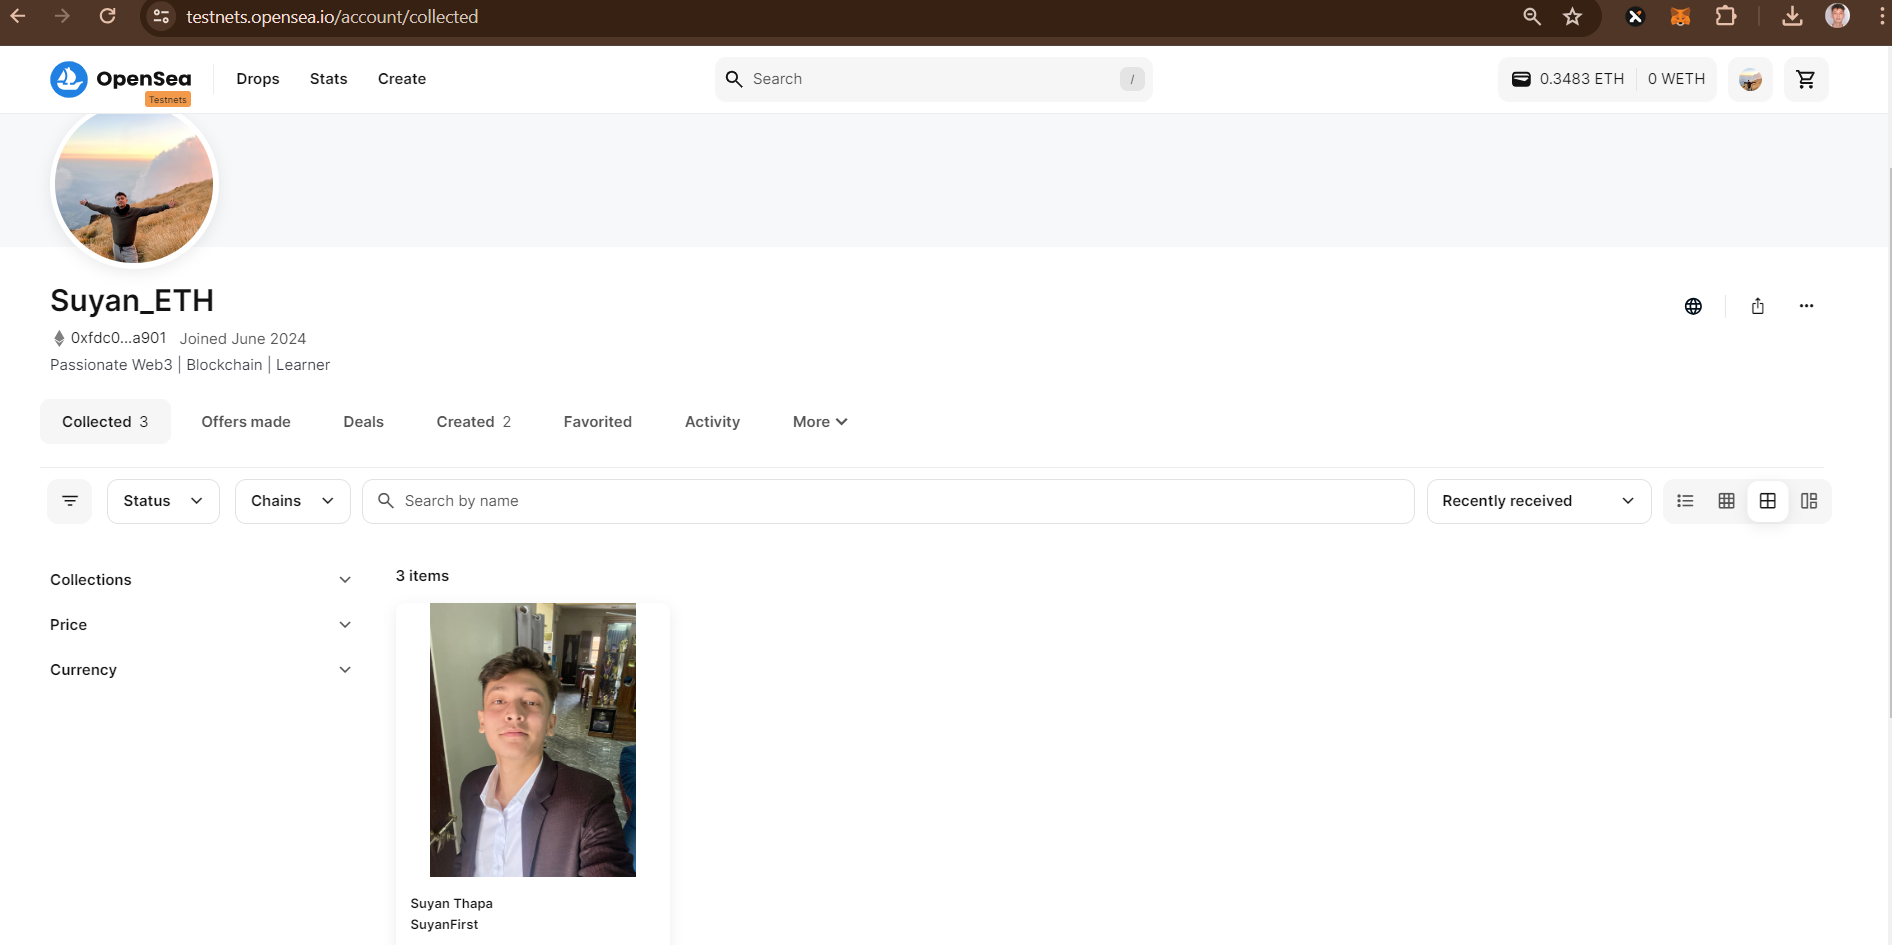 testnets.opensea.io/account/collected
OpenSea
Testnets
Drops
Stats
Create
Search
/
0.3483 ETH
0 WETH
Suyan_ETH
0xfdc0...a901 Joined June 2024
Passionate Web3 | Blockchain | Learner
Collected 3
Offers made
Deals
Created 2
Favorited
Activity
More
Status
Chains
Search by name
Recently received
Collections
Price
Currency
3 items
Suyan Thapa
SuyanFirst